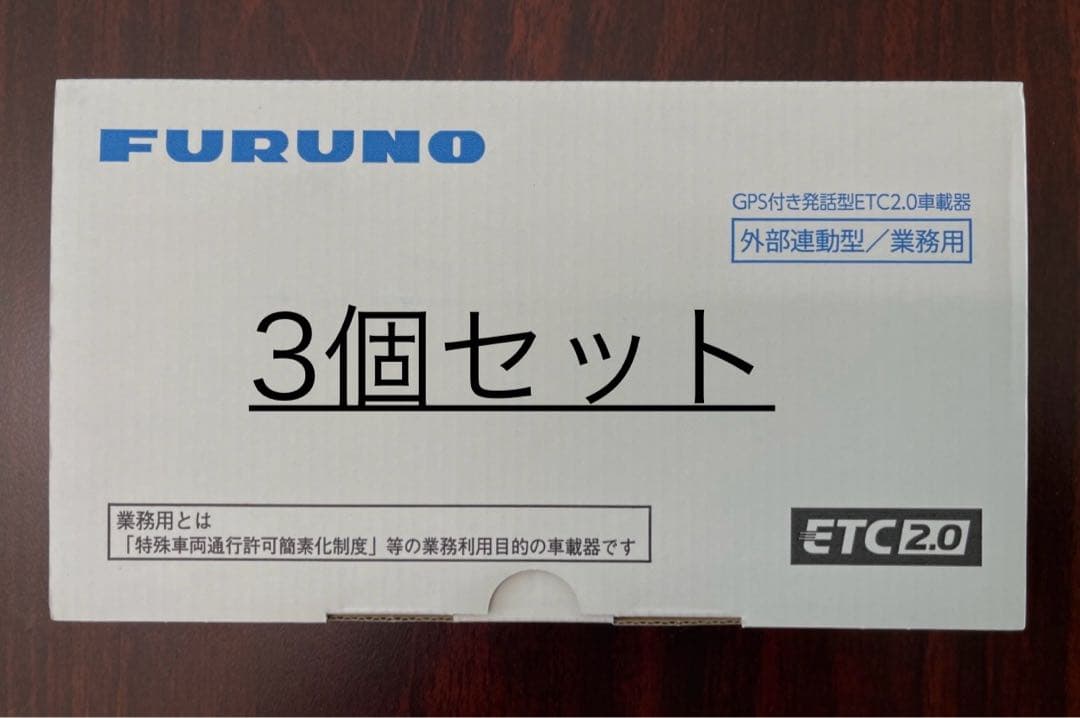 FURUNO
GPS付き発話型ETC2.0車載器
外部連動型／業務用
3個セット
業務用とは
「特殊車両通行許可簡素化制度」等の業務利用目的の車載器です
ETC2.0